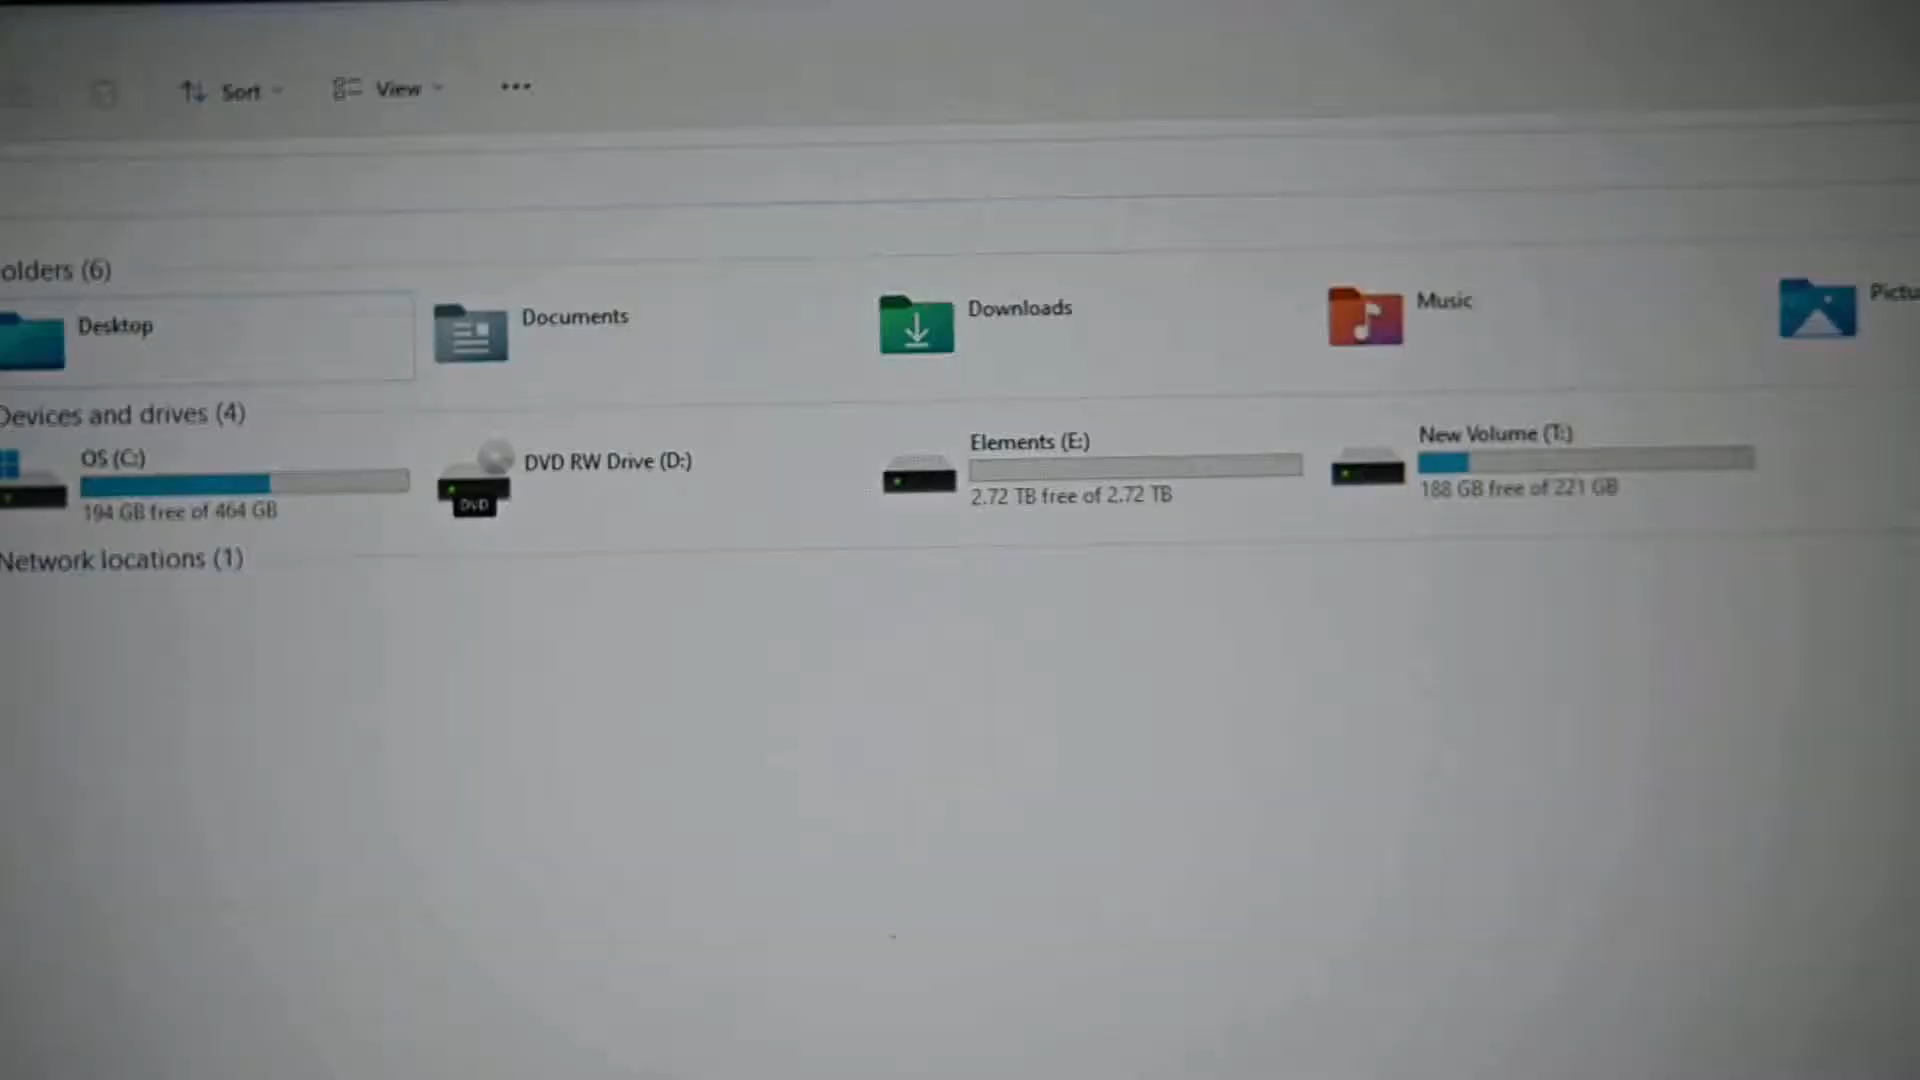 Sort
View
olders (6)
Desktop
Documents
Downloads
Music
Pictu
Devices and drives (4)
OS (C:)
194 GB free of 464 GB
DVD RW Drive (D:)
DVD
Elements (E:)
2.72 TB free of 2.72 TB
New Volume (T:)
188 GB free of 221 GB
Network locations (1)